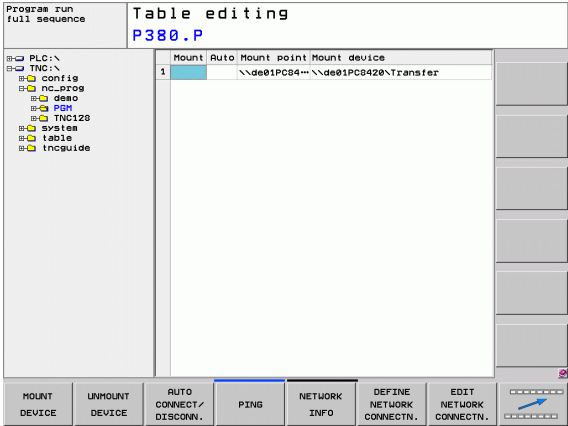 Program run
full sequence
Table editing
P380.P
PLC:\
TNC:\
config
nc_prog
demo
PGM
TNC128
system
table
tncguide
Mount Auto Mount point Mount device
1 \\de01PC84… \\de01PC8420\Transfer
MOUNT
DEVICE
UNMOUNT
DEVICE
AUTO
CONNECT/
DISCONN.
PING
NETWORK
INFO
DEFINE
NETWORK
CONNECTN.
EDIT
NETWORK
CONNECTN.